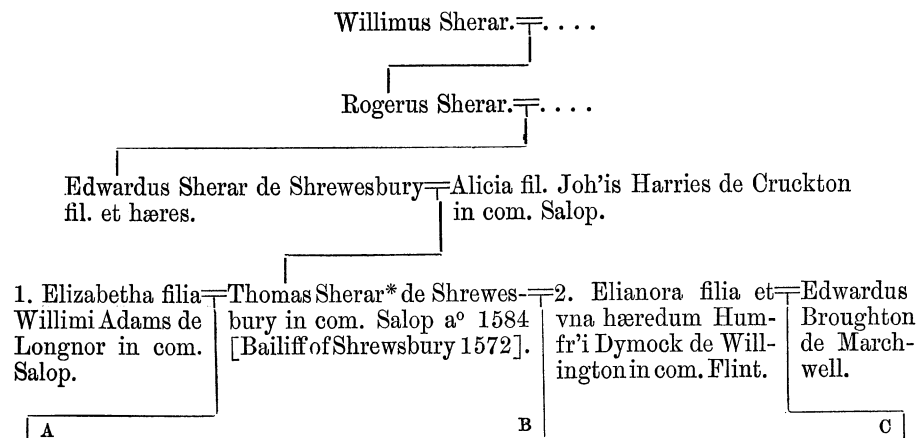 Willimus Sherar.=. . . .
Rogerus Sherar.=. . . .
Edwardus Sherar de Shrewesbury=Alicia fil. Joh'is Harries de Cruckton
fil. et hæres.
in com. Salop.
1. Elizabetha filia=
Willimi Adams de
Longnor in com.
Salop.
Thomas Sherar* de Shrewes-=
bury in com. Salop aº 1584
[Bailiff of Shrewsbury 1572].
2. Elianora filia et=
vna hæredum Hum-
fr'i Dymock de Will-
ington in com. Flint.
Edwardus
Broughton
de March-
well.
A
B
C